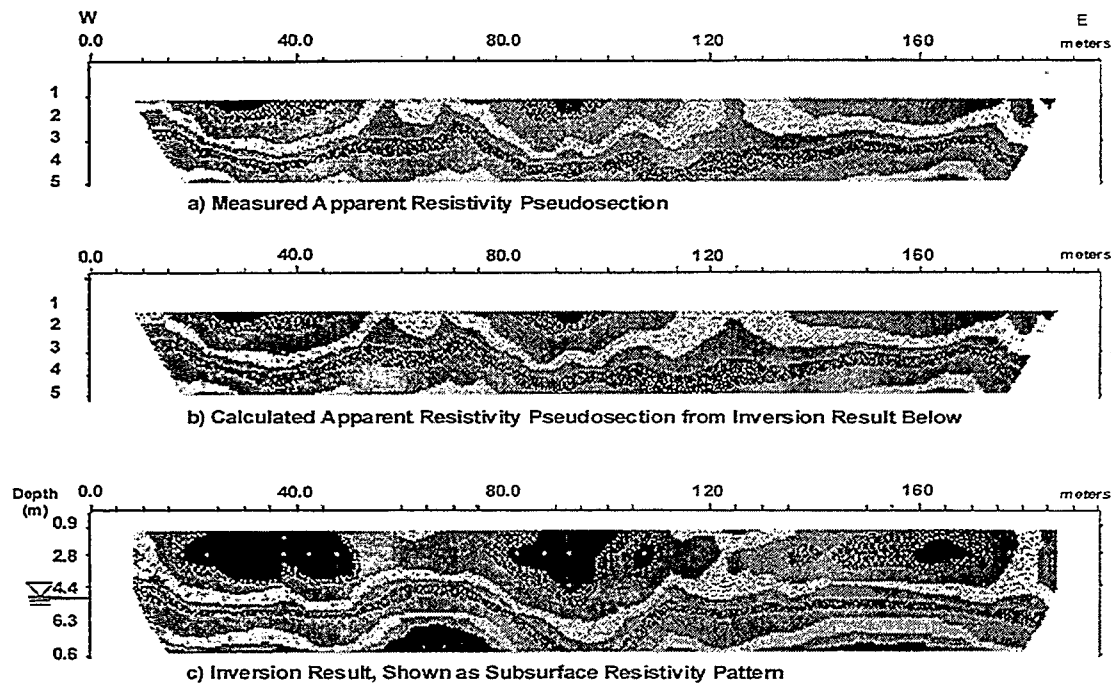 W E
0.0 40.0 80.0 120 160 meters
1
2
3
4
5
a) Measured Apparent Resistivity Pseudosection
0.0 40.0 80.0 120 160 meters
1
2
3
4
5
b) Calculated Apparent Resistivity Pseudosection from Inversion Result Below
Depth (m) 0.0 40.0 80.0 120 160 meters
0.9
2.8
4.4
6.3
0.6
c) Inversion Result, Shown as Subsurface Resistivity Pattern